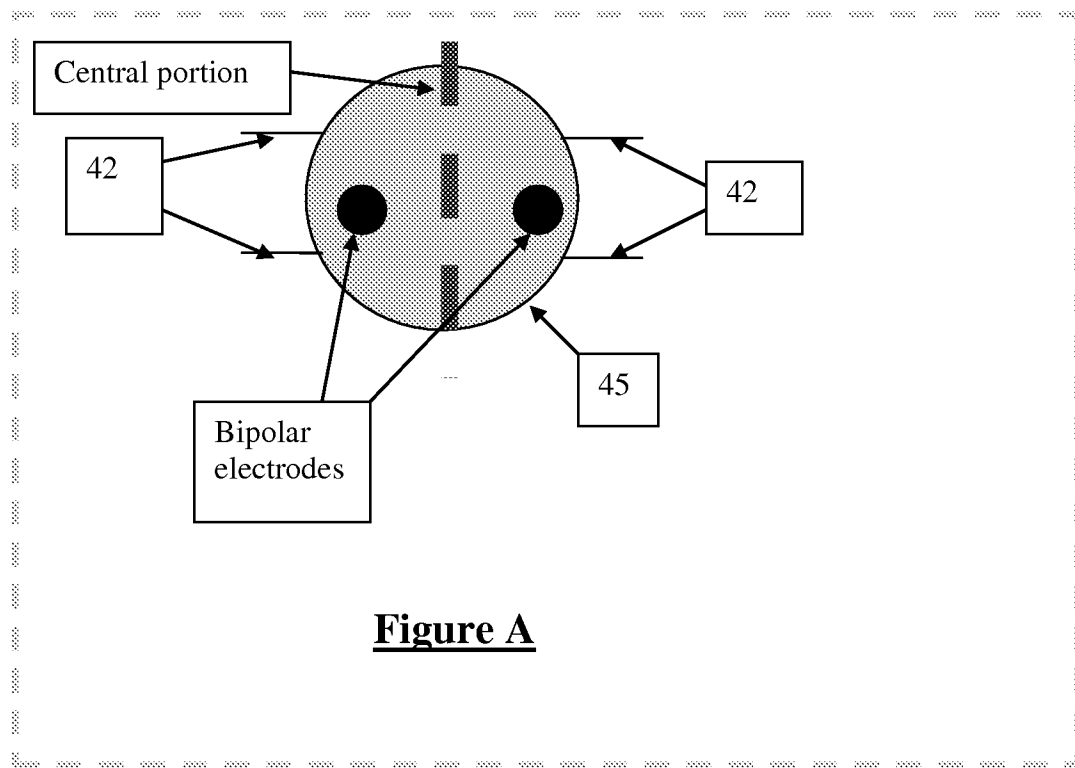 Central portion
42
42
45
Bipolar
electrodes
Figure A